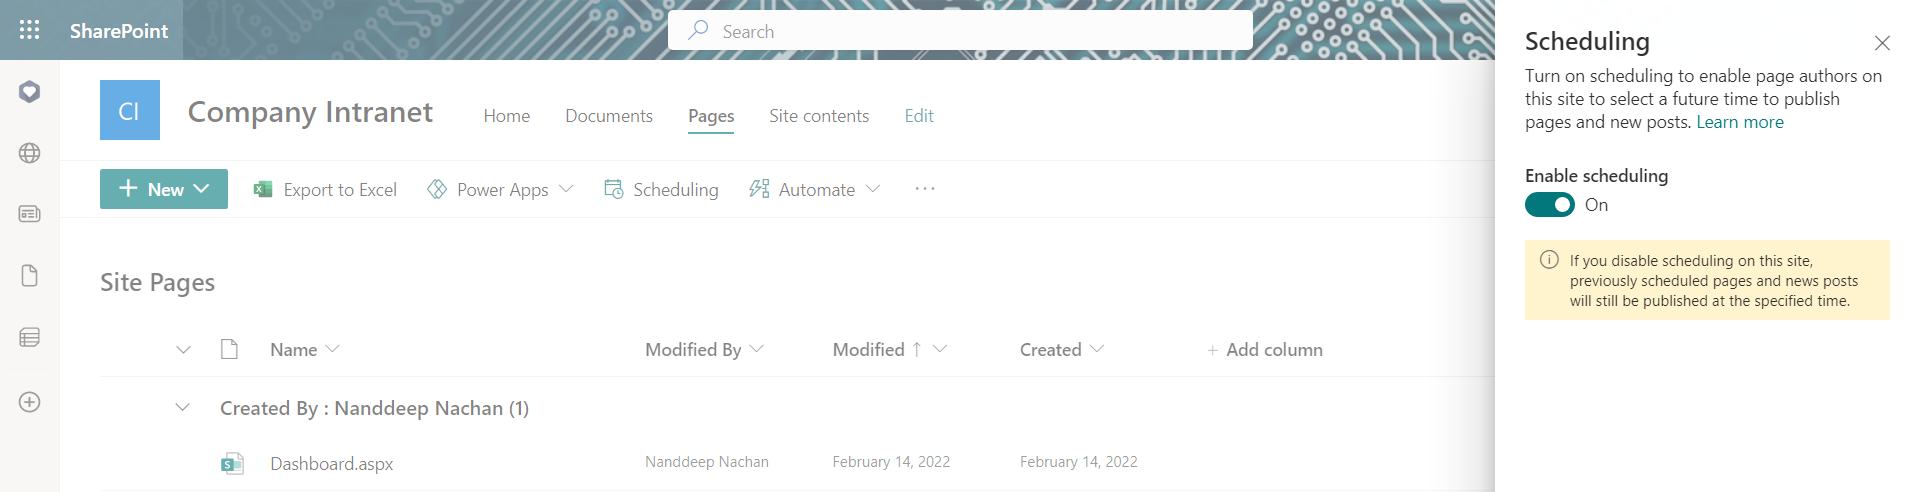 SharePoint
Search
CI
Company Intranet
Home Documents Pages Site contents Edit
+ New Export to Excel Power Apps Scheduling Automate ...
Site Pages
Name Modified By Modified ↑ Created + Add column
Created By : Nanddeep Nachan (1)
Dashboard.aspx Nanddeep Nachan February 14, 2022 February 14, 2022
Scheduling
Turn on scheduling to enable page authors on
this site to select a future time to publish
pages and new posts. Learn more
Enable scheduling
On
If you disable scheduling on this site,
previously scheduled pages and news posts
will still be published at the specified time.